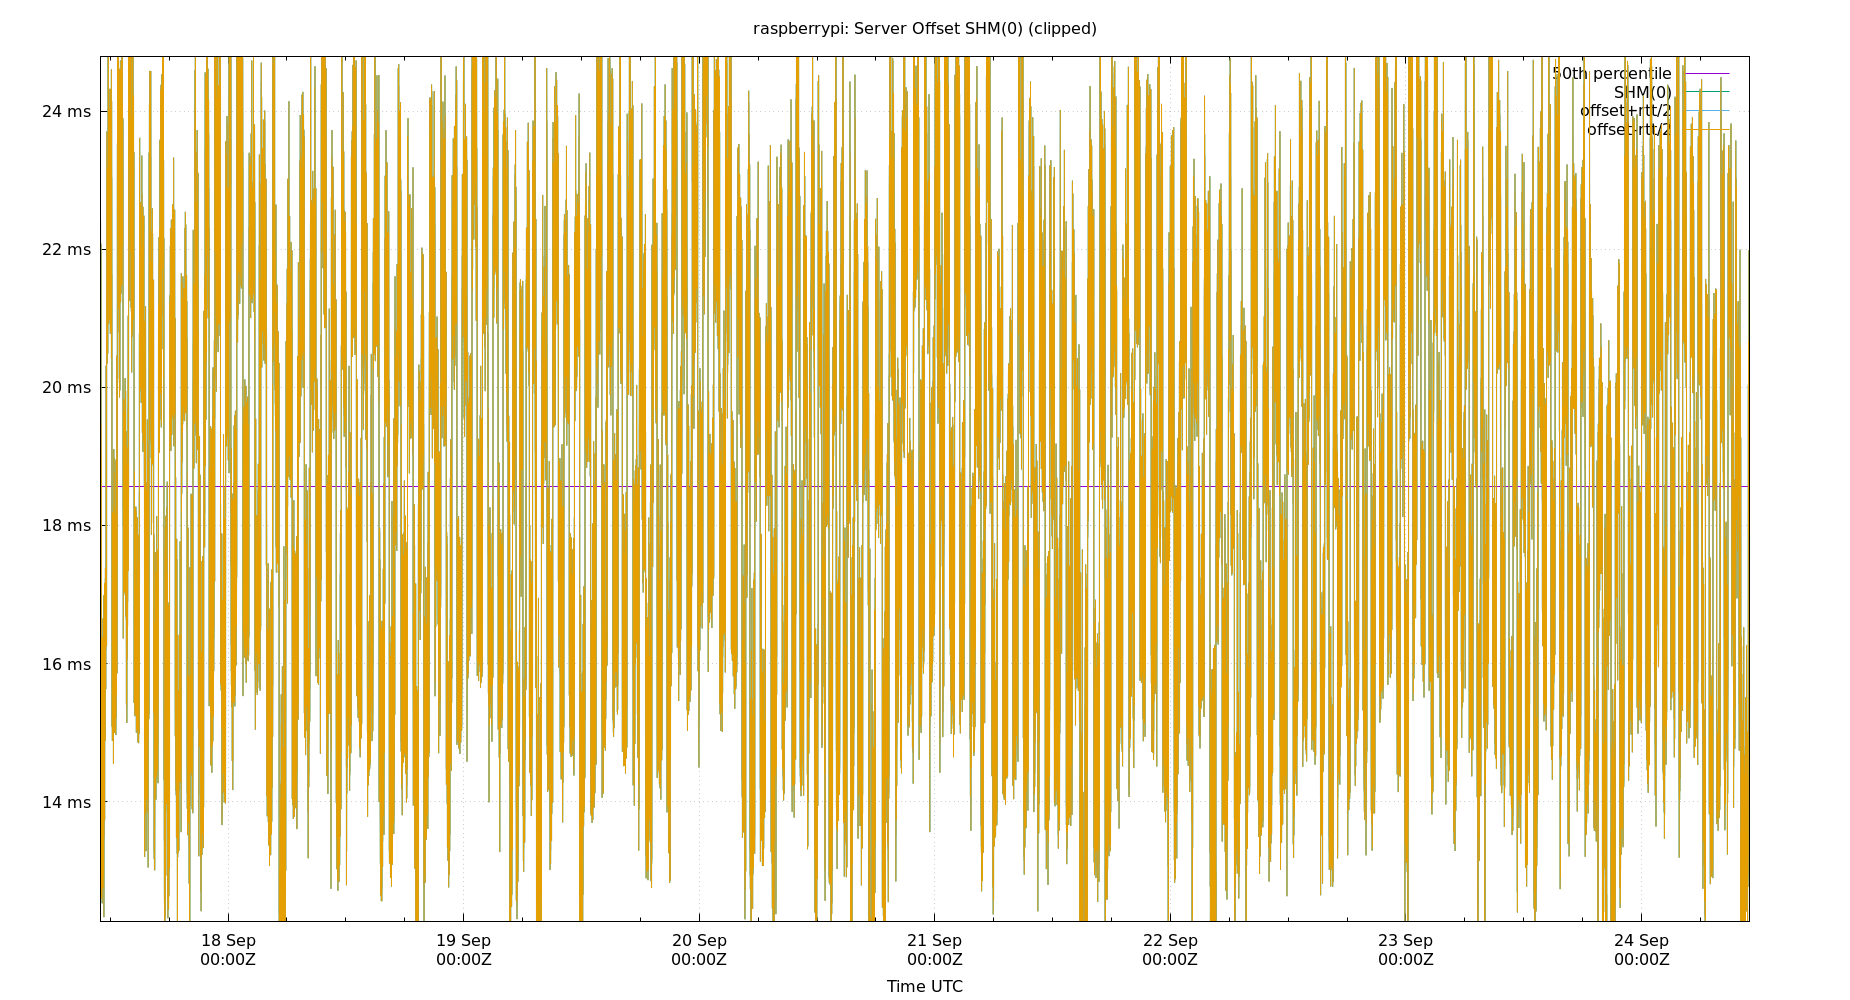 raspberrypi: Server Offset SHM(0) (clipped)
50th percentile
SHM(0)
offset+rtt/2
offset-rtt/2
24 ms
22 ms
20 ms
18 ms
16 ms
14 ms
18 Sep 19 Sep 20 Sep 21 Sep 22 Sep 23 Sep 24 Sep
00:00Z 00:00Z 00:00Z 00:00Z 00:00Z 00:00Z 00:00Z
Time UTC